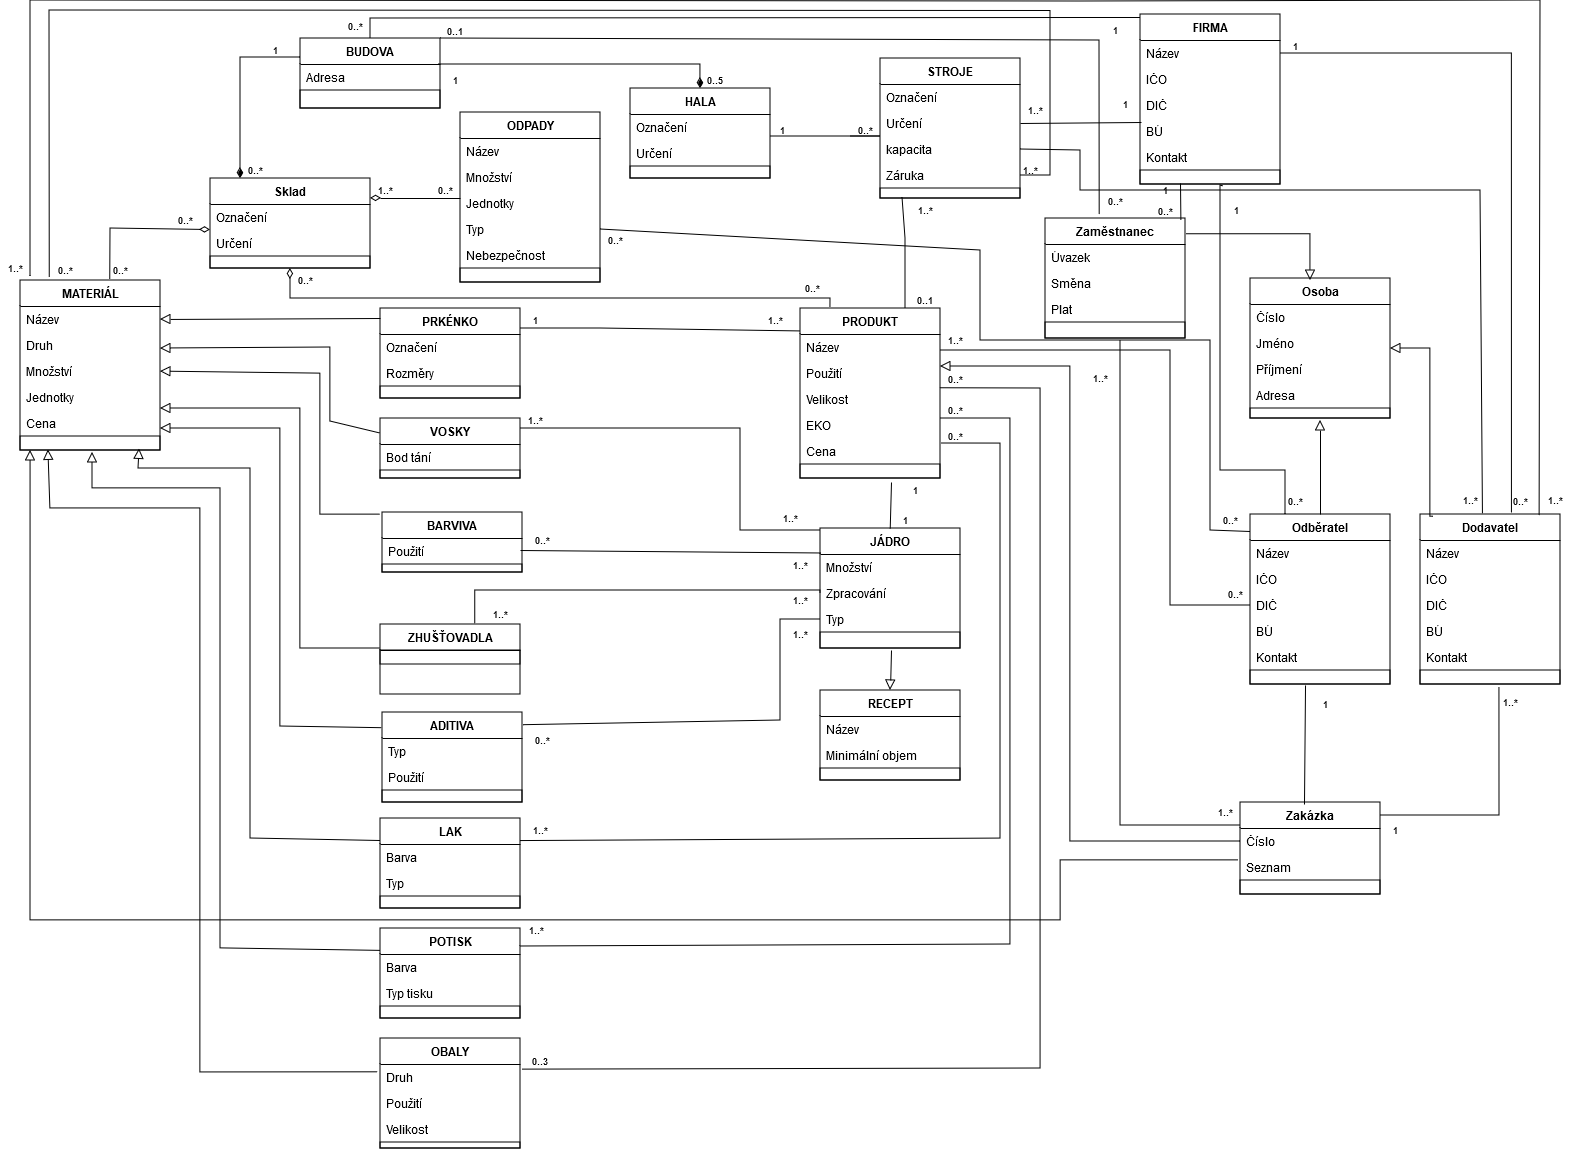 0..*
0..1
1
FIRMA
1
Název
IČO
DIČ
BÚ
Kontakt
1
BUDOVA
Adresa
1
STROJE
Označení
Určení
kapacita
Záruka
0..5
HALA
Označení
Určení
1
0..*
1..*
1
1..*
ODPADY
Název
Množství
Jednotky
Typ
Nebezpečnost
0..*
Sklad
Označení
Určení
1..*
0..*
0..*
0..*
1..*
0..*
0..*
0..*
1..*
0..*
0..*
1
1
Zaměstnanec
Úvazek
Směna
Plat
Osoba
Číslo
Jméno
Příjmení
Adresa
MATERIÁL
Název
Druh
Množství
Jednotky
Cena
0..*
0..1
PRKÉNKO
Označení
Rozměry
1
1..*
PRODUKT
Název
Použití
Velikost
EKO
Cena
1..*
0..*
0..*
0..*
1..*
VOSKY
Bod tání
1..*
1
1
1..*
BARVIVA
Použití
0..*
1..*
JÁDRO
Množství
Zpracování
Typ
1..*
1..*
0..*
0..*
0..*
Odběratel
Název
IČO
DIČ
BÚ
Kontakt
1..*
0..*
1..*
Dodavatel
Název
IČO
DIČ
BÚ
Kontakt
1..*
ZHUŠŤOVADLA
RECEPT
Název
Minimální objem
ADITIVA
Typ
Použití
0..*
1
1..*
LAK
Barva
Typ
1..*
1..*
Zakázka
Číslo
Seznam
1
POTISK
Barva
Typ tisku
1..*
OBALY
Druh
Použití
Velikost
0..3